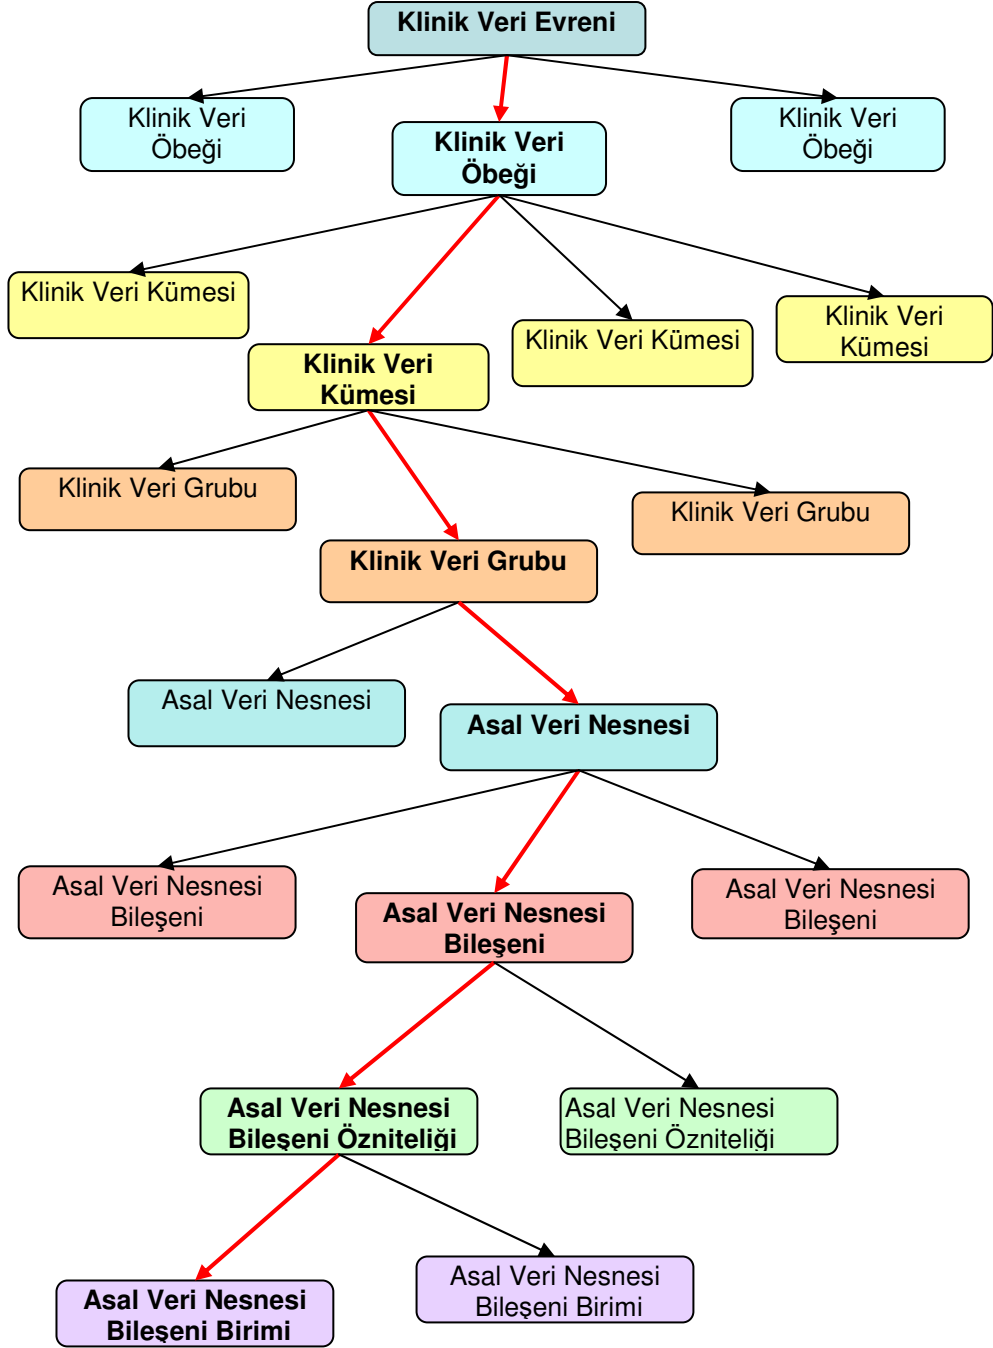 Klinik Veri Evreni
Klinik Veri
Öbeği
Klinik Veri
Öbeği
Klinik Veri
Öbeği
Klinik Veri Kümesi
Klinik Veri
Kümesi
Klinik Veri Kümesi
Klinik Veri
Kümesi
Klinik Veri Grubu
Klinik Veri Grubu
Klinik Veri Grubu
Asal Veri Nesnesi
Asal Veri Nesnesi
Asal Veri Nesnesi
Bileşeni
Asal Veri Nesnesi
Bileşeni
Asal Veri Nesnesi
Bileşeni
Asal Veri Nesnesi
Bileşeni Özniteliği
Asal Veri Nesnesi
Bileşeni Özniteliği
Asal Veri Nesnesi
Bileşeni Birimi
Asal Veri Nesnesi
Bileşeni Birimi